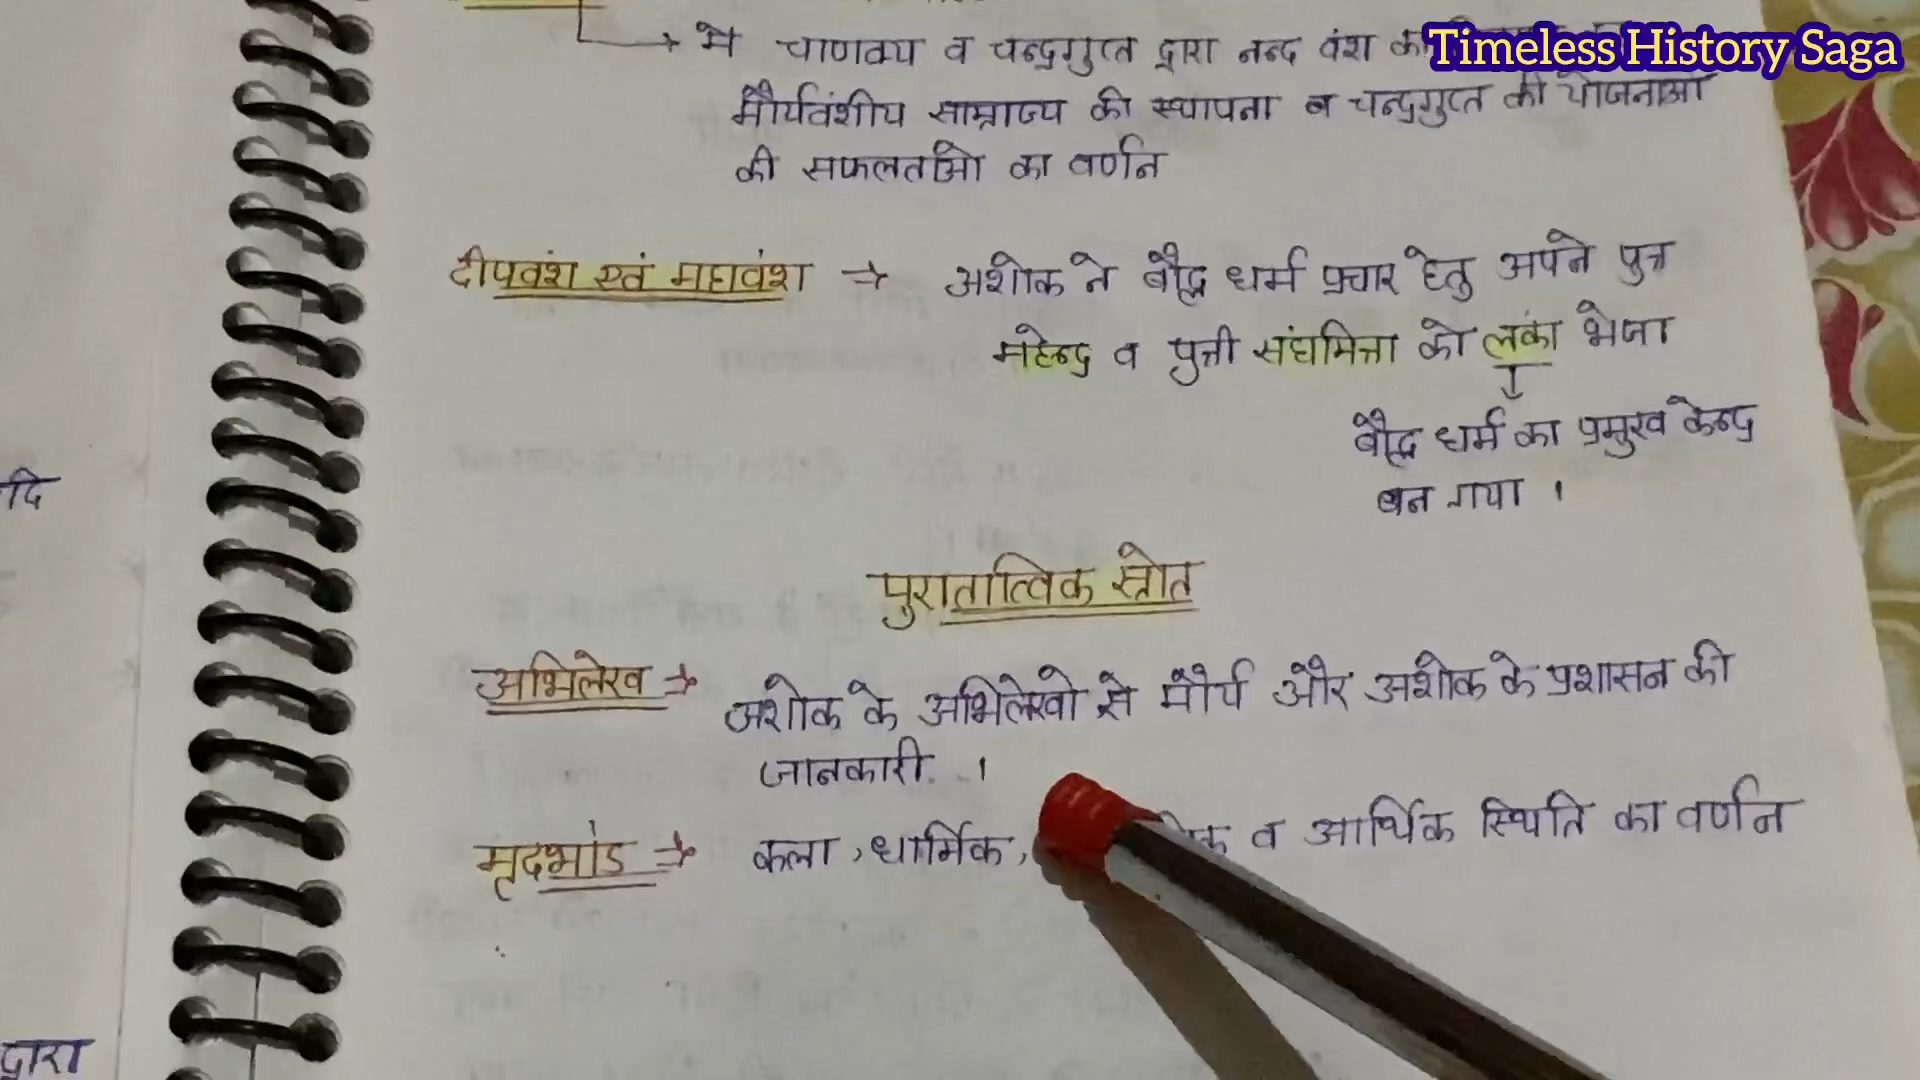 Timeless History Saga
में चाणक्य व चन्द्रगुप्त द्वारा नन्द वंश
मौर्यवंशीय साम्राज्य की स्थापना व चन्द्रगुप्त की योजनाओ
की सफलताओ का वर्णन
दीपवंश एवं महावंश → अशोक ने बौद्ध धर्म प्रचार हेतु अपने पुत्र
महेन्द्र व पुत्री संघमित्रा को लंका भेजा
बौद्ध धर्म का प्रमुख केन्द्र
बन गया ।
पुरातात्विक स्त्रोत
अभिलेख → अशोक के अभिलेखो से मौर्य और अशोक के प्रशासन की
जानकारी ।
मृदभांड → कला, धार्मिक, व आर्थिक स्थिति का वर्णन
दि
द्वारा